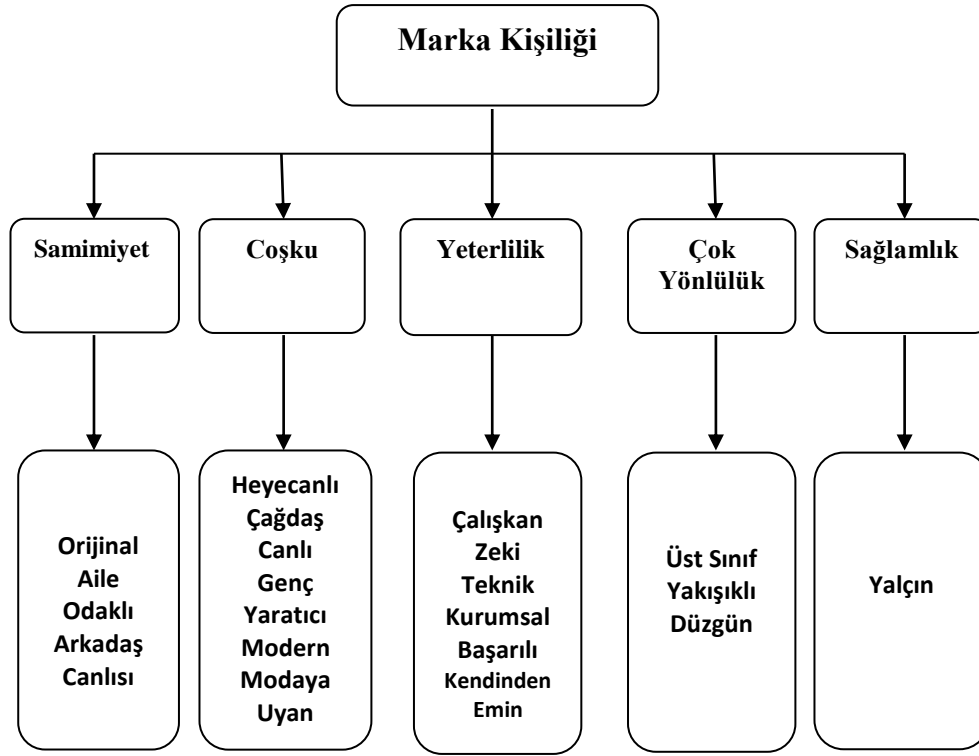 Marka Kişiliği
Samimiyet
Coşku
Yeterlilik
Çok
Yönlülük
Sağlamlık
Orijinal
Aile
Odaklı
Arkadaş
Canlısı
Heyecanlı
Çağdaş
Canlı
Genç
Yaratıcı
Modern
Modaya
Uyan
Çalışkan
Zeki
Teknik
Kurumsal
Başarılı
Kendinden
Emin
Üst Sınıf
Yakışıklı
Düzgün
Yalçın